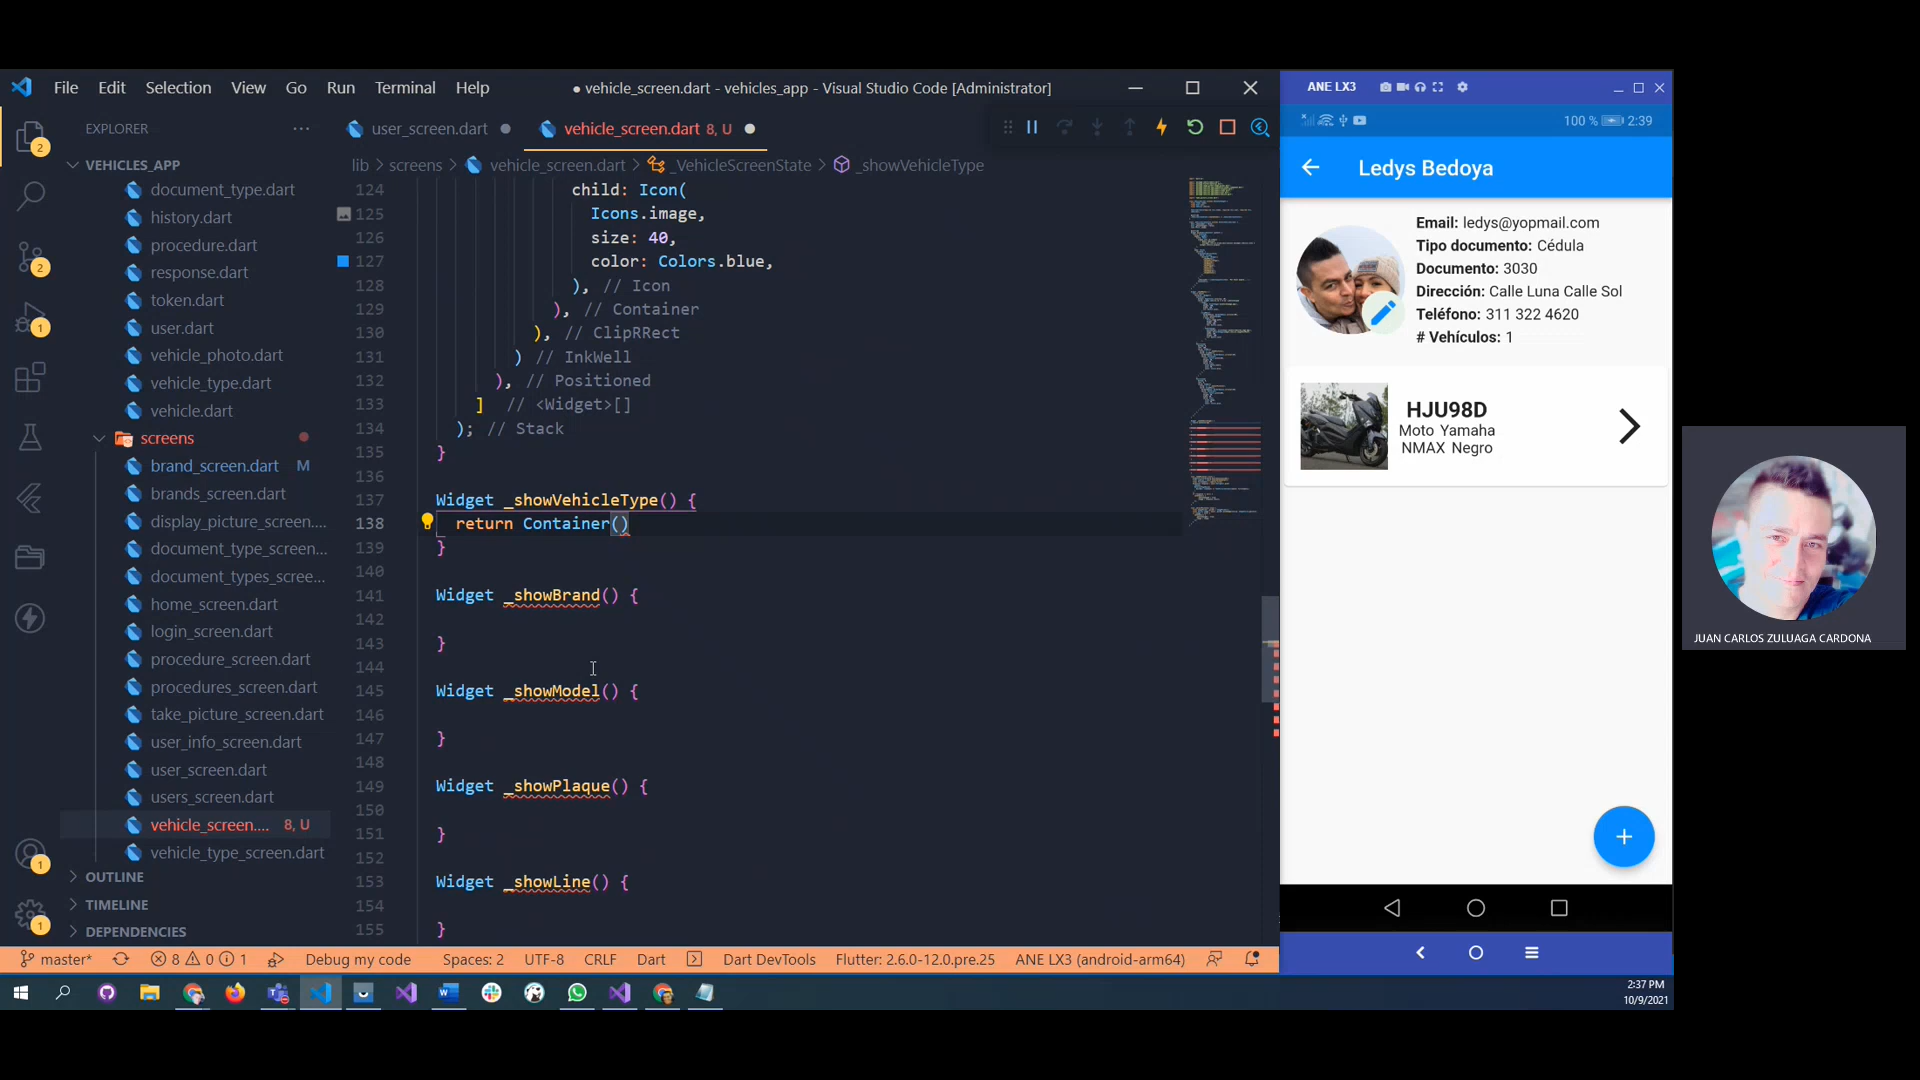 File Edit Selection View Go Run Terminal Help
● vehicle_screen.dart - vehicles_app - Visual Studio Code [Administrator]
EXPLORER
VEHICLES_APP
document_type.dart
history.dart
procedure.dart
response.dart
token.dart
user.dart
vehicle_photo.dart
vehicle_type.dart
vehicle.dart
screens
brand_screen.dart M
brands_screen.dart
display_picture_screen....
document_type_screen...
document_types_scree...
home_screen.dart
login_screen.dart
procedure_screen.dart
procedures_screen.dart
take_picture_screen.dart
user_info_screen.dart
user_screen.dart
users_screen.dart
vehicle_screen.... 8, U
vehicle_type_screen.dart
OUTLINE
TIMELINE
DEPENDENCIES
2
2
1
1
1
user_screen.dart ●
vehicle_screen.dart 8, U ●
lib > screens > vehicle_screen.dart > _VehicleScreenState > _showVehicleType
124 child: Icon(
125 Icons.image,
126 size: 40,
127 color: Colors.blue,
128 ), // Icon
129 ), // Container
130 ), // ClipRRect
131 ) // InkWell
132 ), // Positioned
133 ] // <Widget>[]
134 ); // Stack
135 }
136
137 Widget _showVehicleType() {
138 return Container()
139 }
140
141 Widget _showBrand() {
142
143 }
144
145 Widget _showModel() {
146
147 }
148
149 Widget _showPlaque() {
150
151 }
152
153 Widget _showLine() {
154
155 }
master* 8 0 1 Debug my code Spaces: 2 UTF-8 CRLF Dart Dart DevTools Flutter: 2.6.0-12.0.pre.25 ANE LX3 (android-arm64)
ANE LX3
100 % 2:39
Ledys Bedoya
Email: ledys@yopmail.com
Tipo documento: Cédula
Documento: 3030
Dirección: Calle Luna Calle Sol
Teléfono: 311 322 4620
# Vehículos: 1
HJU98D
Moto Yamaha
NMAX Negro
+
JUAN CARLOS ZULUAGA CARDONA
2:37 PM
10/9/2021